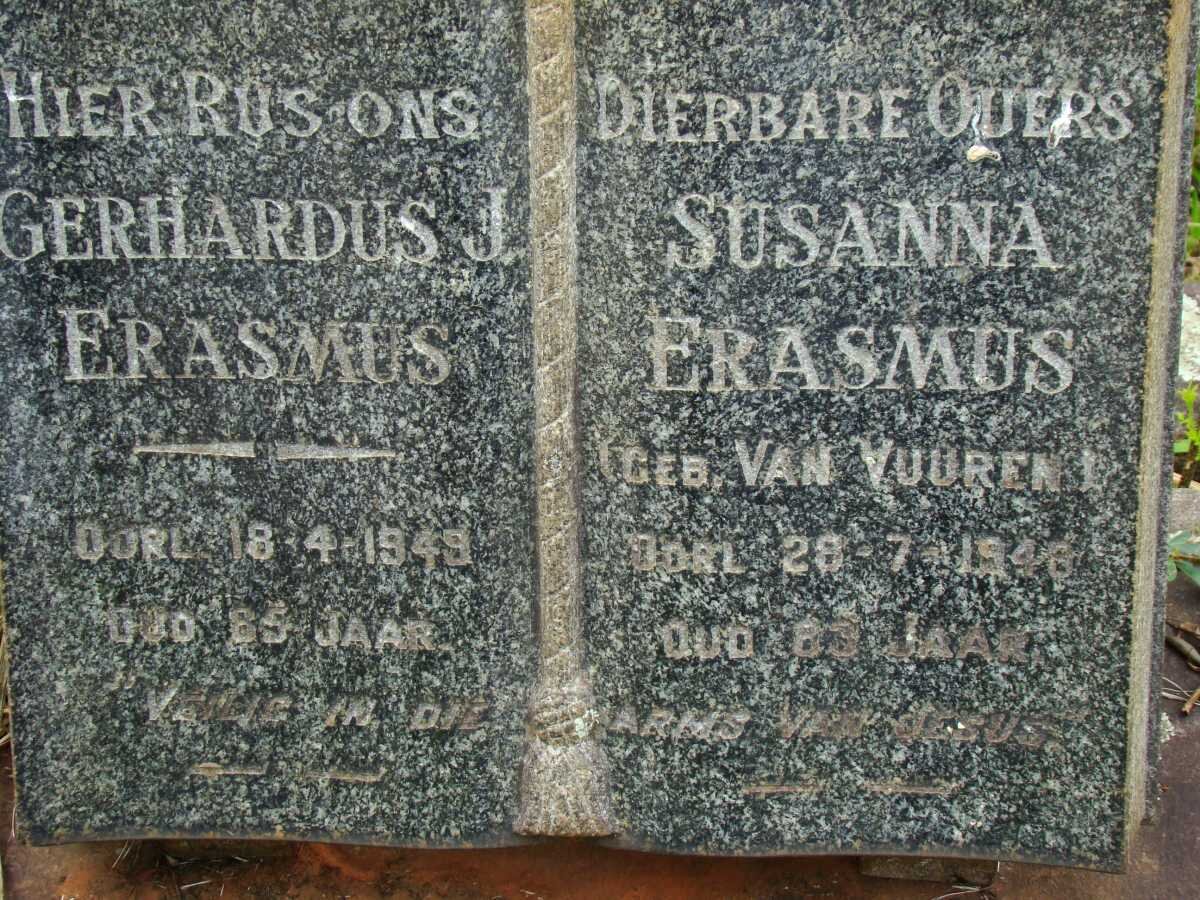 HIER RUS ONS DIERBARE OUERS
GERHARDUS J.
ERASMUS
OORL. 18-4-1949
OUD 85 JAAR.
SUSANNA
ERASMUS
(GEB. VAN VUUREN)
OORL 28-7-1948
OUD 83 JAAR.
"VEILIG IN DIE ARMS VAN JESUS."